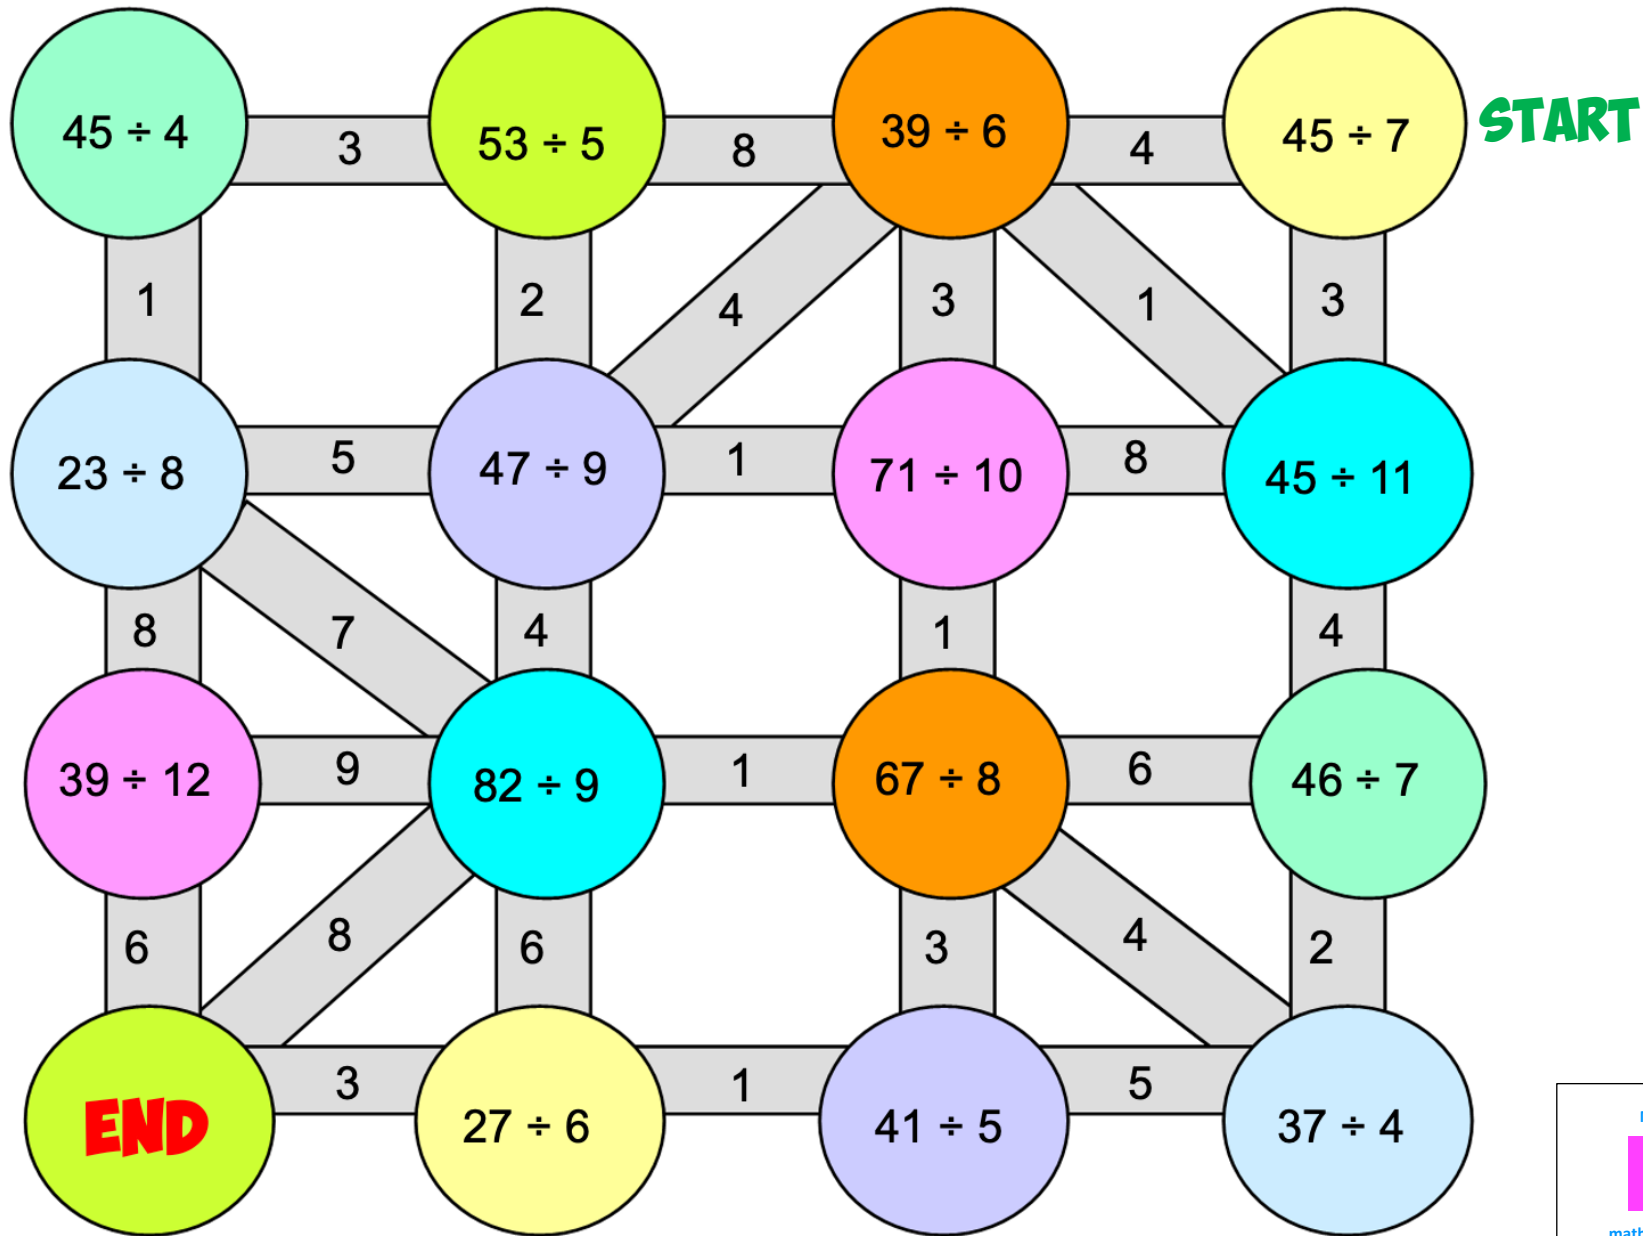 45 ÷ 4 3 53 ÷ 5 8 39 ÷ 6 4 45 ÷ 7 START
1 2 4 3 1 3
23 ÷ 8 5 47 ÷ 9 1 71 ÷ 10 8 45 ÷ 11
8 7 4 1 4
39 ÷ 12 9 82 ÷ 9 1 67 ÷ 8 6 46 ÷ 7
6 8 6 3 4 2
END 3 27 ÷ 6 1 41 ÷ 5 5 37 ÷ 4
math